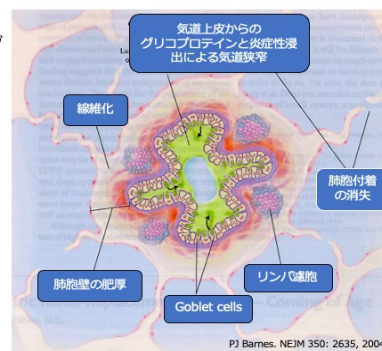 気道上皮からの
グリコプロテインと炎症性浸
出による気道狭窄
線維化
肺胞付着
の消失
肺胞壁の肥厚
リンパ濾胞
Goblet cells
PJ Barnes. NEJM 350: 2635, 2004